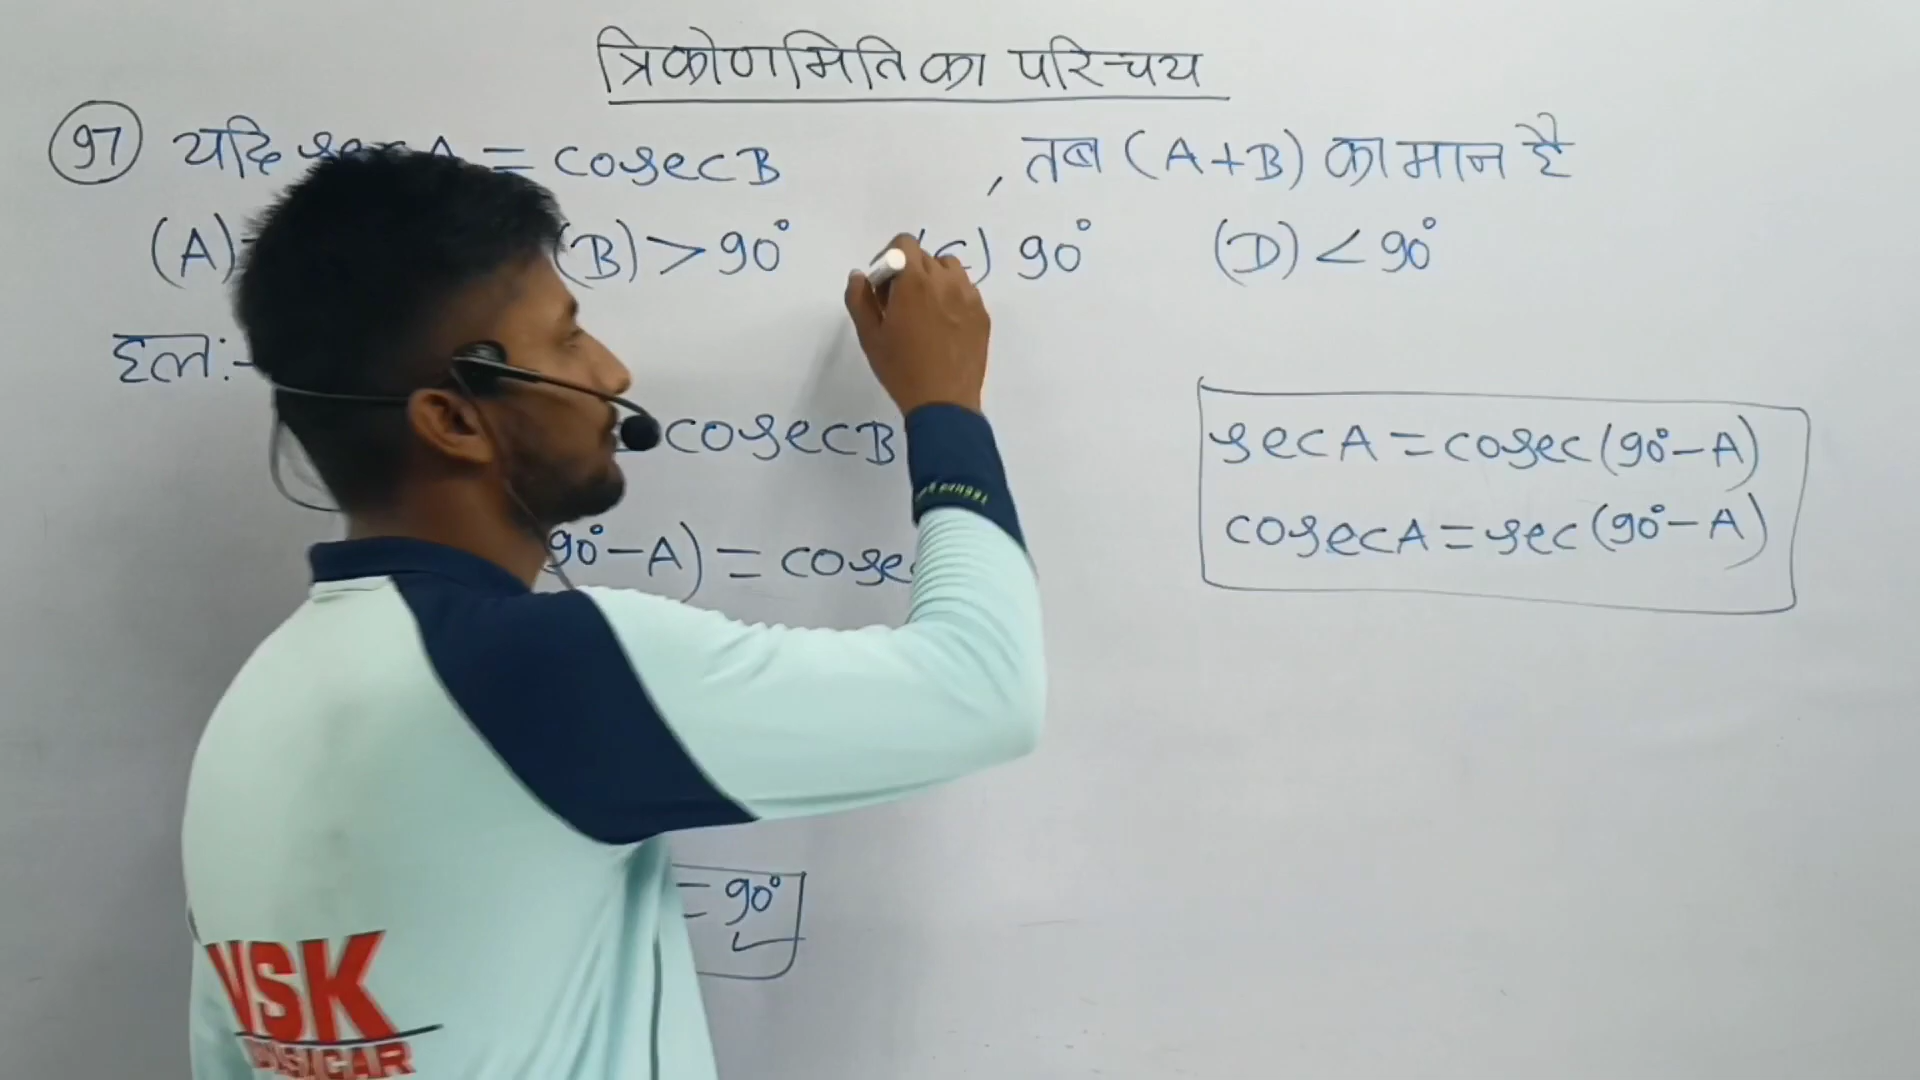 त्रिकोणमिति का परिचय
97 यदि sec A = cosec B , तब (A+B) का मान है
(A) (B) > 90° (C) 90° (D) < 90°
हल:-
cosec B
90°-A) = cose
= 90°
sec A = cosec (90°-A)
cosec A = sec (90°-A)
VSK